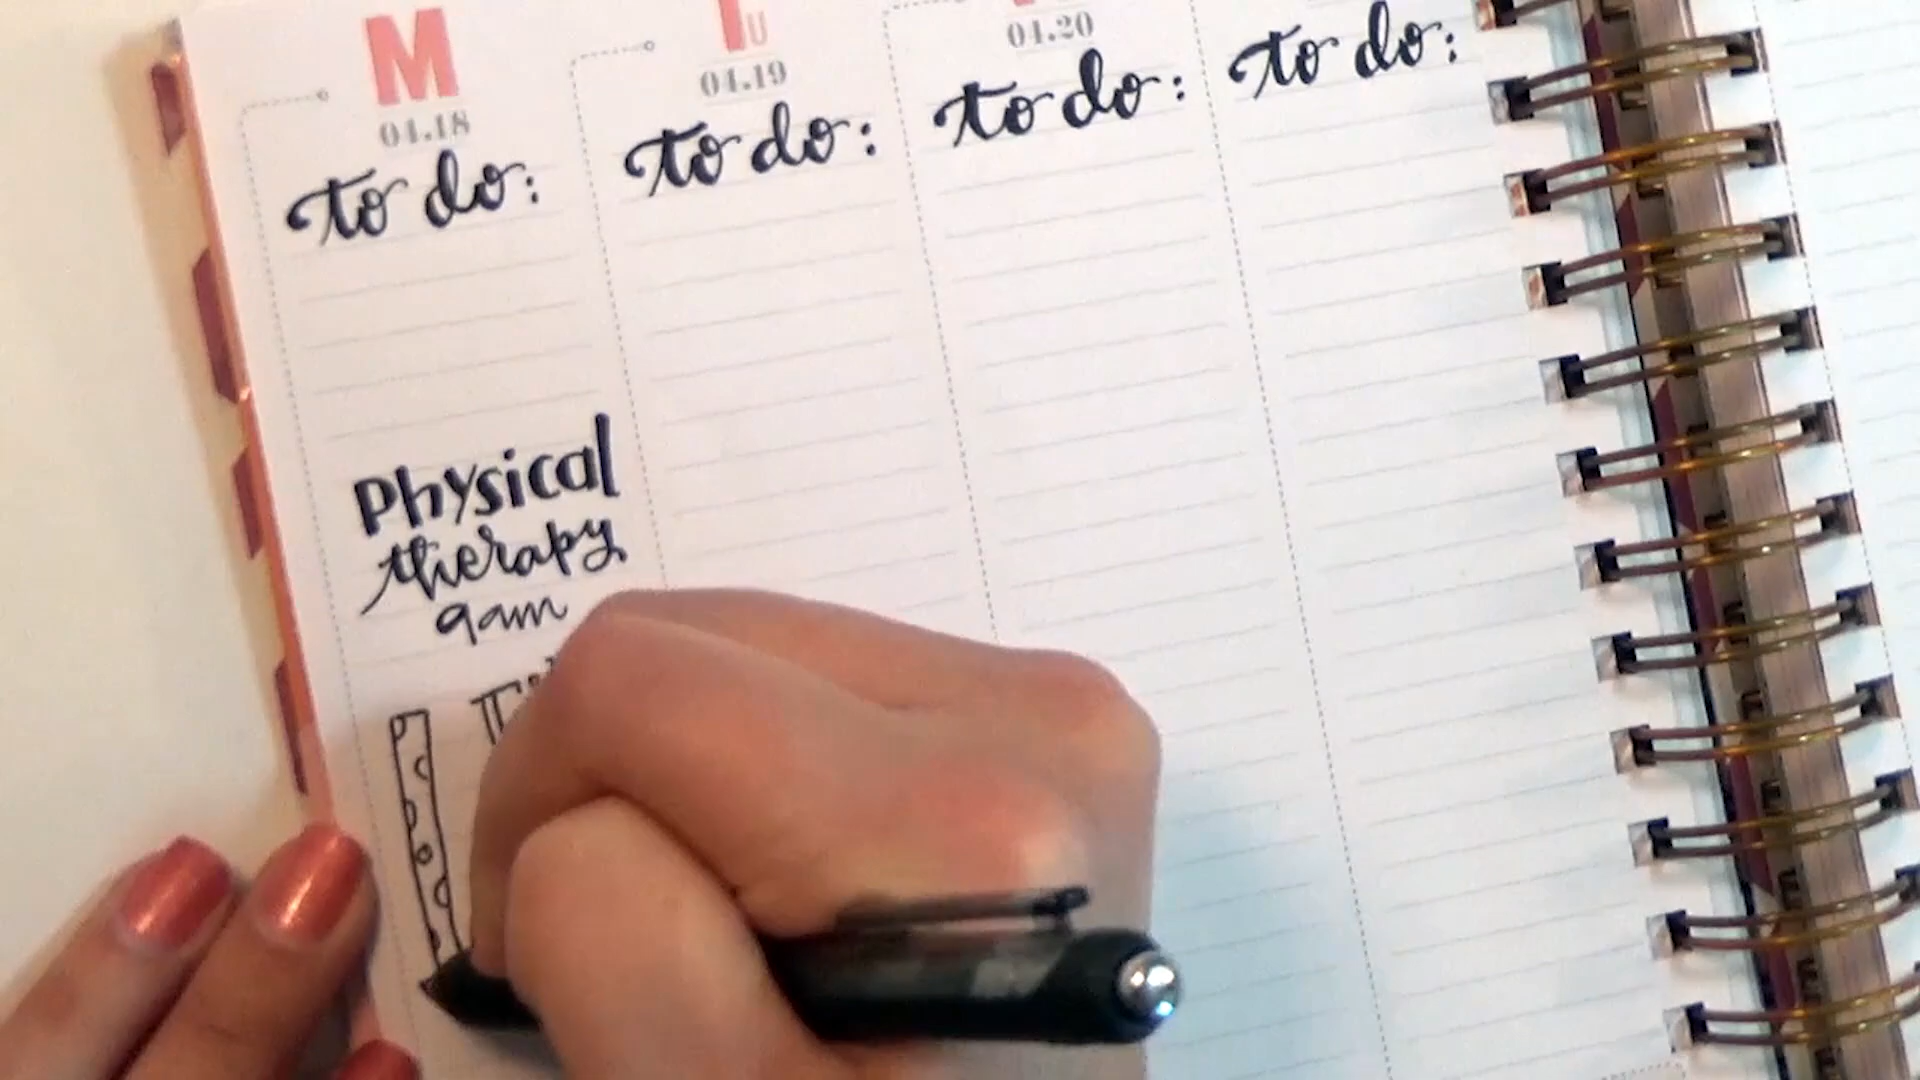 M
TU
04.18
04.19
04.20
to do:
to do:
to do:
to do:
Physical
therapy
9am